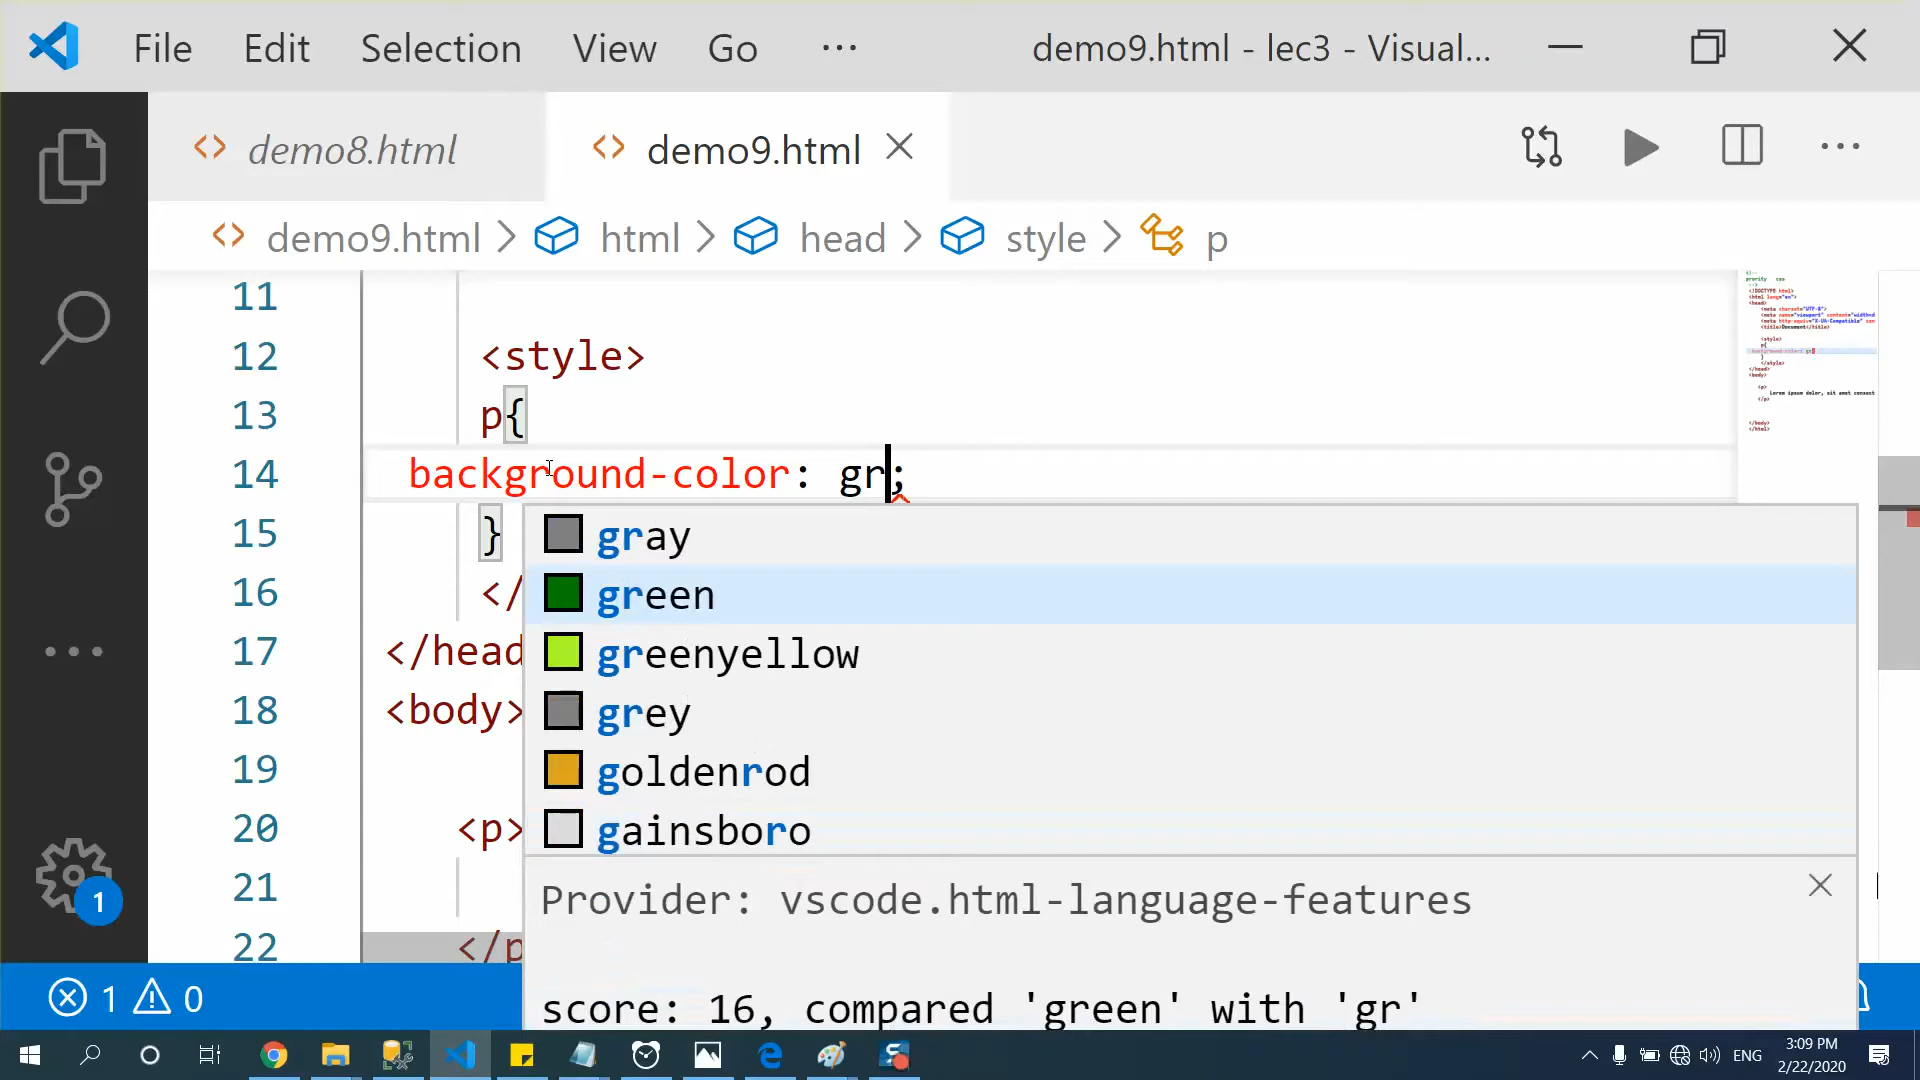 File Edit Selection View Go ··· demo9.html - lec3 - Visual...
demo8.html demo9.html
demo9.html > html > head > style > p
11
12 <style>
13 p{
14 background-color: gr;
15 }
16 </
17 </head
18 <body>
19
20 <p>
21
22 </p
gray
green
greenyellow
grey
goldenrod
gainsboro
Provider: vscode.html-language-features
score: 16, compared 'green' with 'gr'
1
1 0
ENG
3:09 PM
2/22/2020